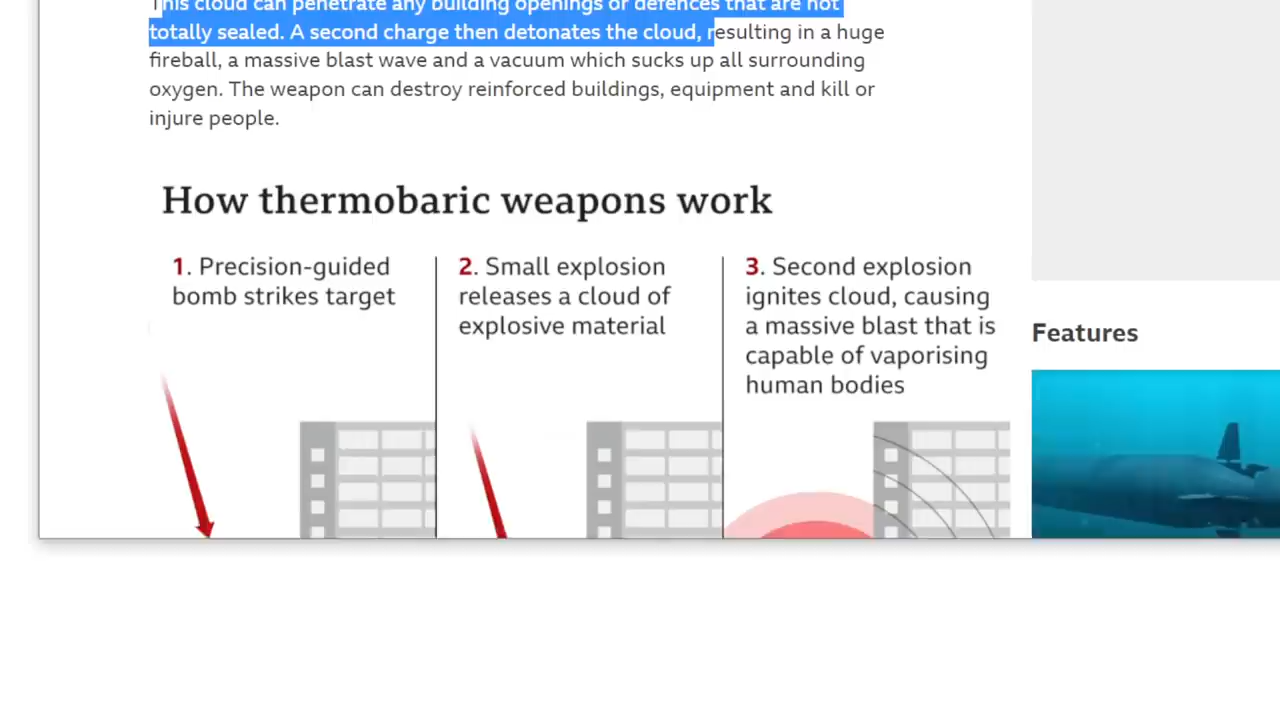 This cloud can penetrate any building openings or defences that are not
totally sealed. A second charge then detonates the cloud, resulting in a huge
fireball, a massive blast wave and a vacuum which sucks up all surrounding
oxygen. The weapon can destroy reinforced buildings, equipment and kill or
injure people.
How thermobaric weapons work
1. Precision-guided
bomb strikes target
2. Small explosion
releases a cloud of
explosive material
3. Second explosion
ignites cloud, causing
a massive blast that is
capable of vaporising
human bodies
Features